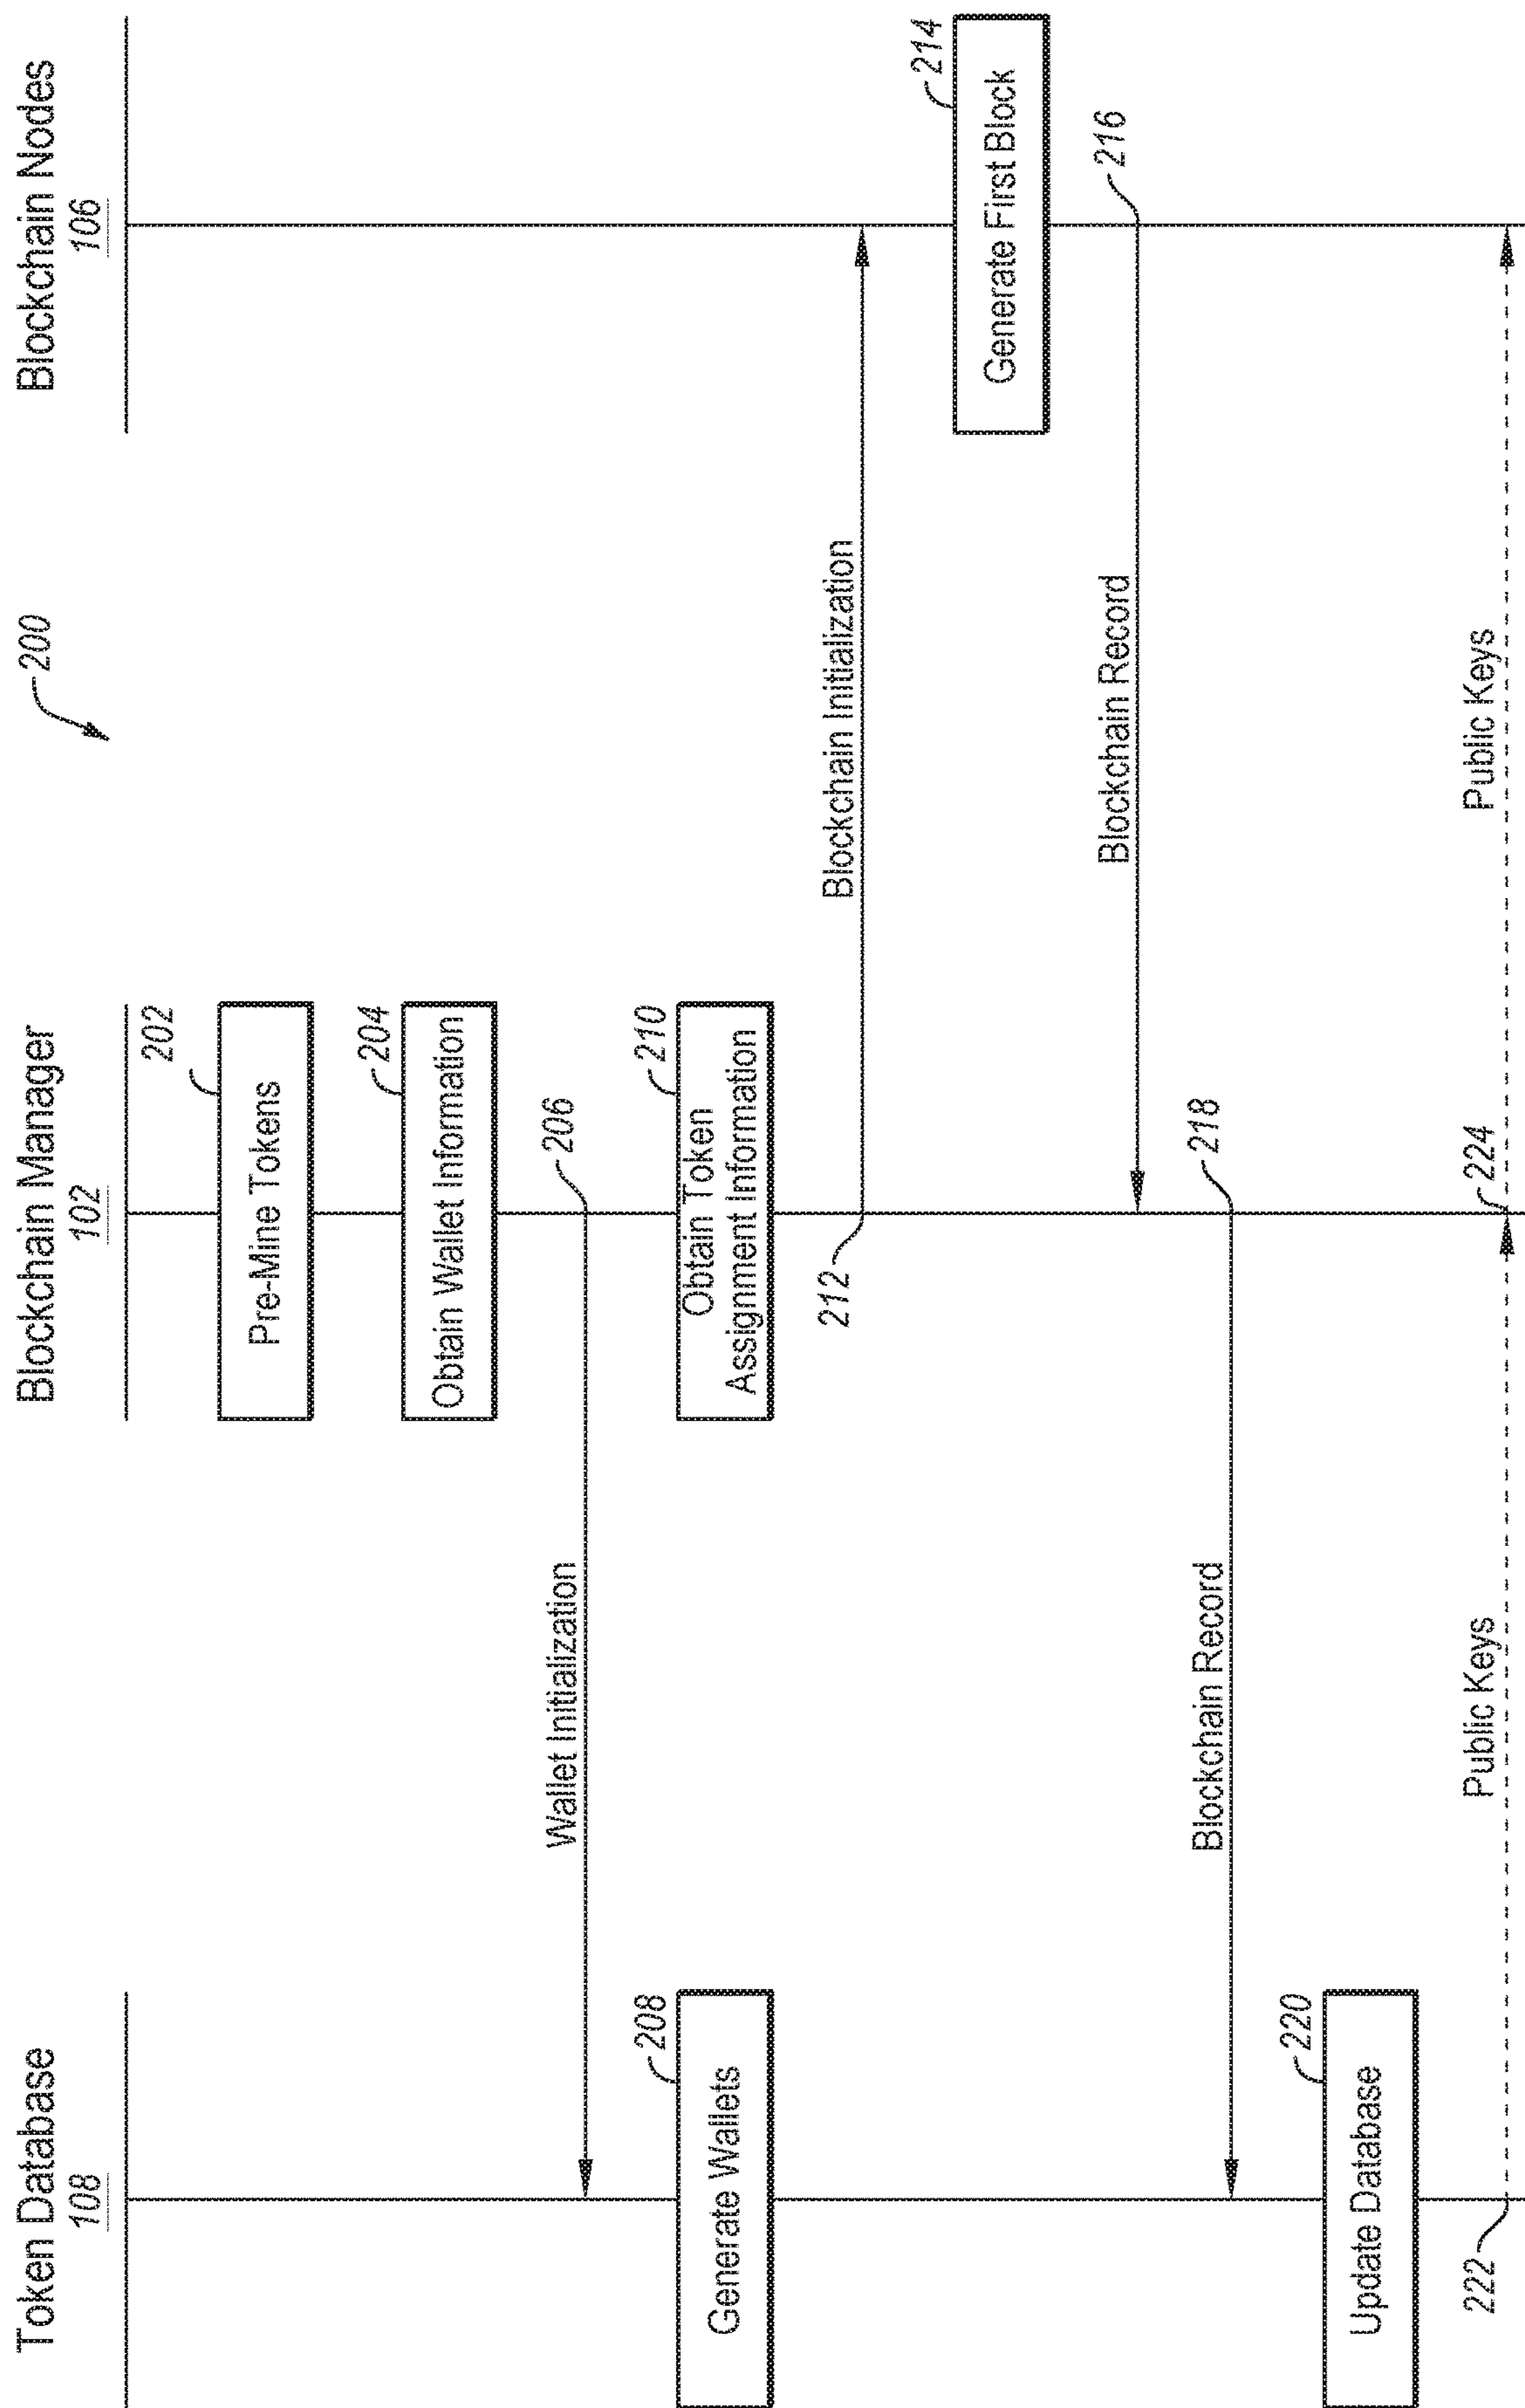 200
Token Database
108
Blockchain Manager
102
Blockchain Nodes
106
202
Pre-Mine Tokens
204
Obtain Wallet Information
206
Wallet Initialization
208
Generate Wallets
210
Obtain Token
Assignment Information
212
Blockchain Initialization
214
Generate First Block
216
Blockchain Record
218
Blockchain Record
220
Update Database
222
Public Keys
224
Public Keys